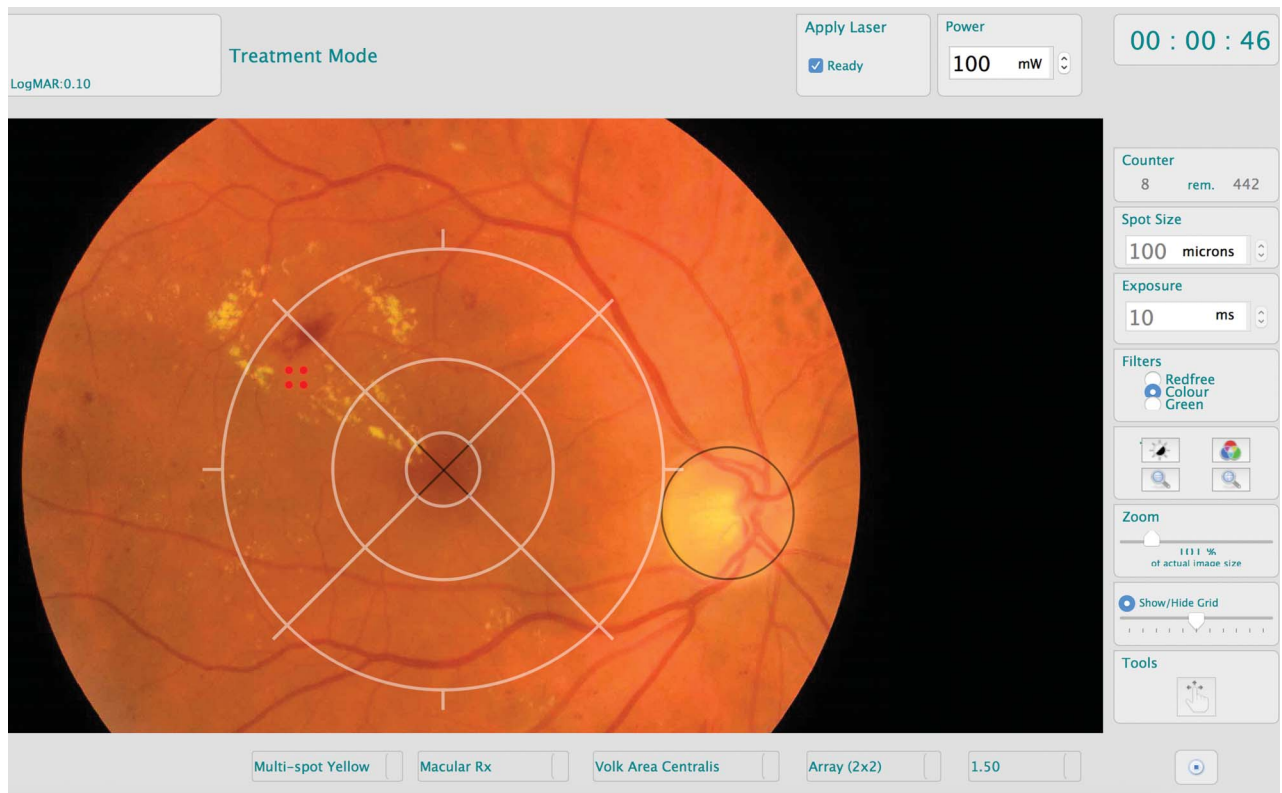 LogMAR:0.10
Treatment Mode
Apply Laser
Ready
Power
100 mW
00 : 00 : 46
Counter
8 rem. 442
Spot Size
100 microns
Exposure
10 ms
Filters
Redfree
Colour
Green
Zoom
101 %
of actual image size
Show/Hide Grid
Tools
Multi-spot Yellow
Macular Rx
Volk Area Centralis
Array (2x2)
1.50